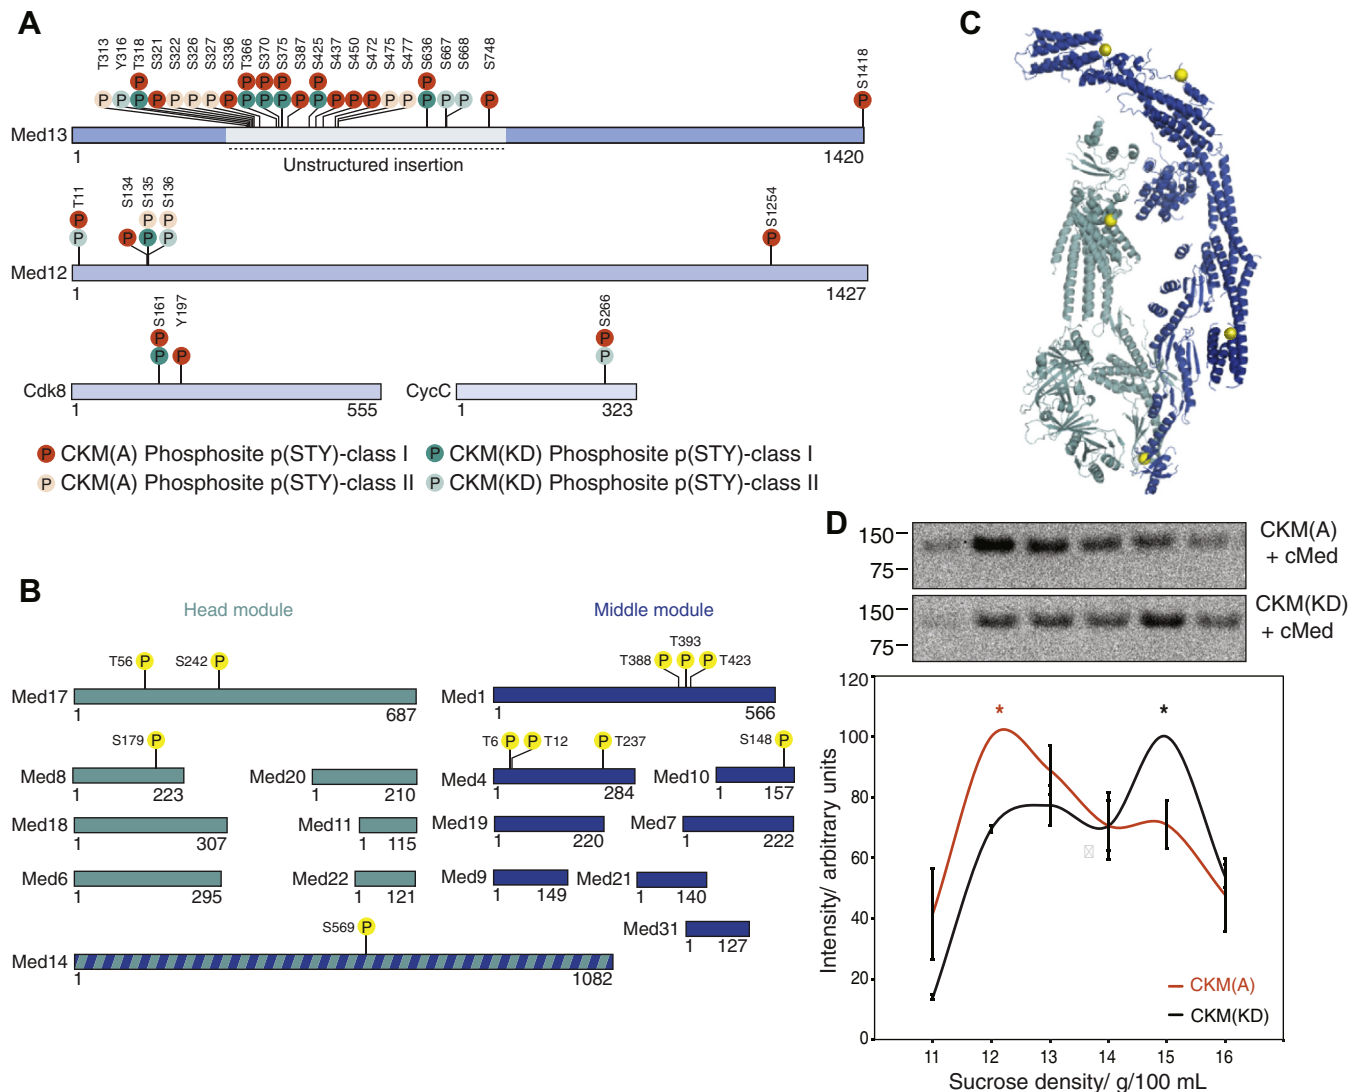 A
T313 Y316 T318 S321 S322 S326 S327 S336 T366 S370 S375 S387 S425 S437 S450 S472 S475 S477 S636 S667 S668 S748 S1418
P P P P P P
P P P P P P P P P P P P P P P P P P P P P P P
Med13
1 1420
Unstructured insertion
T11 S134 S135 S136 S1254
P P P
P P P P P
Med12
1 1427
S161 Y197 S266
P P
P P P
Cdk8 CycC
1 555 1 323
P CKM(A) Phosphosite p(STY)-class I P CKM(KD) Phosphosite p(STY)-class I
P CKM(A) Phosphosite p(STY)-class II P CKM(KD) Phosphosite p(STY)-class II
B
Head module Middle module
T56 P S242 P T388 P T393 P P T423
Med17 Med1
1 687 1 566
S179 P T6 P P T12 P T237 S148 P
Med8 Med20 Med4 Med10
1 223 1 210 1 284 1 157
Med18 Med11 Med19 Med7
1 307 1 115 1 220 1 222
Med6 Med22 Med9 Med21
1 295 1 121 1 149 1 140
Med31
1 127
S569 P
Med14
1 1082
C
D
150
75
CKM(A)
+ cMed
150
75
CKM(KD)
+ cMed
120
100
80
60
40
20
0
Intensity/ arbitrary units
* *
CKM(A)
CKM(KD)
11 12 13 14 15 16
Sucrose density/ g/100 mL